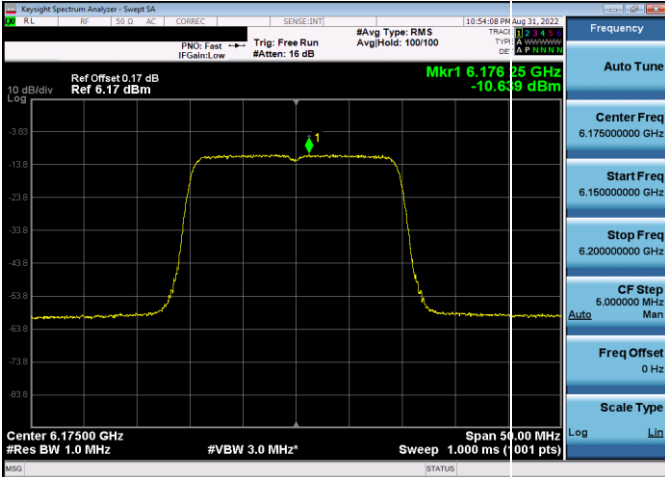 Keysight Spectrum Analyzer - Swept SA
LXI RL RF 50 Ω AC CORREC SENSE:INT 10:54:08 PM Aug 31, 2022
#Avg Type: RMS TRACE 1 2 3 4 5 6
PNO: Fast Trig: Free Run Avg|Hold: 100/100 A WWWWW
IFGain:Low #Atten: 16 dB A P N N N N
Mkr1 6.176 25 GHz
-10.639 dBm
Ref Offset 0.17 dB
10 dB/div Ref 6.17 dBm
Log
1
-3.83
-13.8
-23.8
-33.8
-43.8
-53.8
-63.8
-73.8
-83.8
Center 6.17500 GHz Span 50.00 MHz
#Res BW 1.0 MHz #VBW 3.0 MHz* Sweep 1.000 ms (1001 pts)
MSG STATUS
Frequency
Auto Tune
Center Freq
6.175000000 GHz
Start Freq
6.150000000 GHz
Stop Freq
6.200000000 GHz
CF Step
5.000000 MHz
Auto Man
Freq Offset
0 Hz
Scale Type
Log Lin